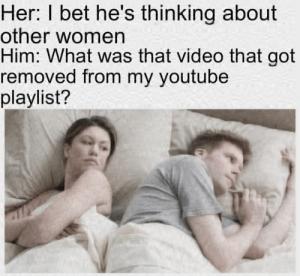 Her: I bet he's thinking about
other women
Him: What was that video that got
removed from my youtube
playlist?